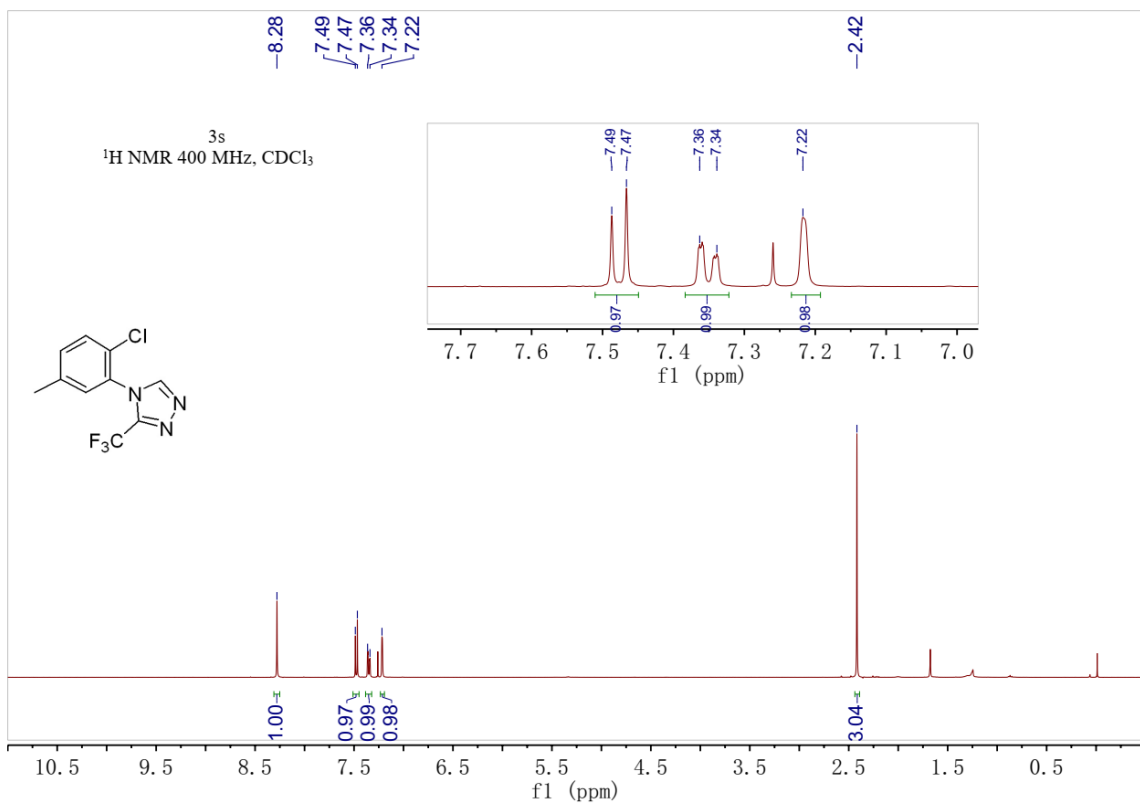 8.28
7.49
7.47
7.36
7.34
7.22
2.42
3s
¹H NMR 400 MHz, CDCl₃
7.49
7.47
7.36
7.34
7.22
0.97
0.99
0.98
7.7 7.6 7.5 7.4 7.3 7.2 7.1 7.0
f1 (ppm)
Cl
N
N
N
F₃C
1.00
0.97
0.99
0.98
3.04
10.5 9.5 8.5 7.5 6.5 5.5 4.5 3.5 2.5 1.5 0.5
f1 (ppm)